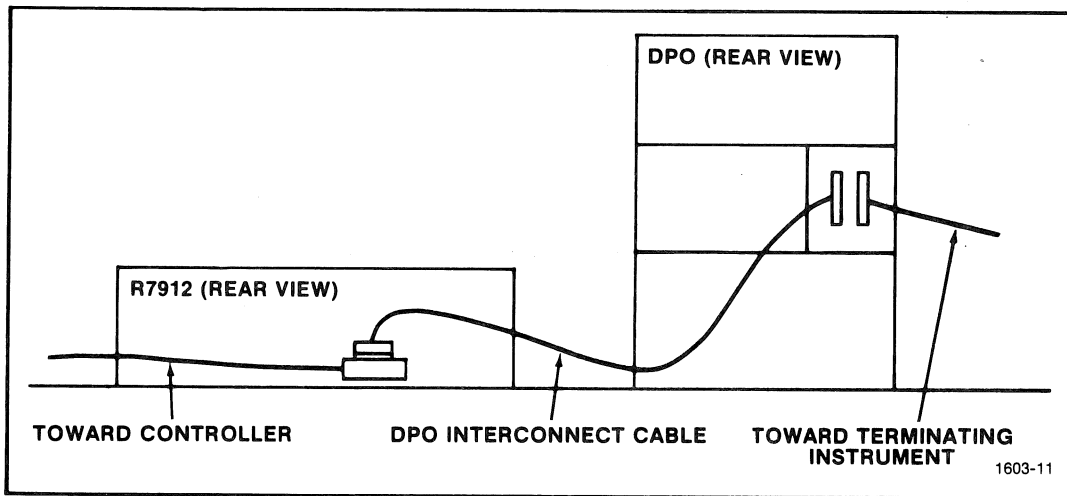 DPO (REAR VIEW)
R7912 (REAR VIEW)
TOWARD CONTROLLER
DPO INTERCONNECT CABLE
TOWARD TERMINATING
INSTRUMENT
1603-11